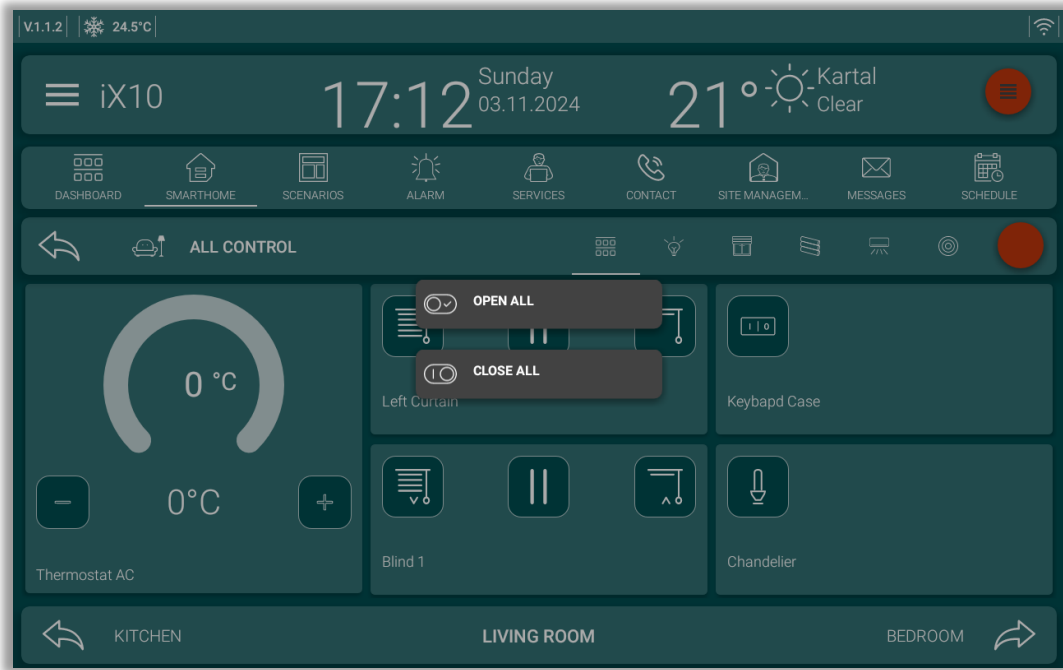 V.1.1.2 24.5°C
iX10
17:12
Sunday
03.11.2024
21°
Kartal
Clear
DASHBOARD SMARTHOME SCENARIOS ALARM SERVICES CONTACT SITE MANAGEM... MESSAGES SCHEDULE
ALL CONTROL
OPEN ALL
CLOSE ALL
0 °C
0°C
Thermostat AC
Left Curtain
Keybapd Case
Blind 1
Chandelier
KITCHEN LIVING ROOM BEDROOM